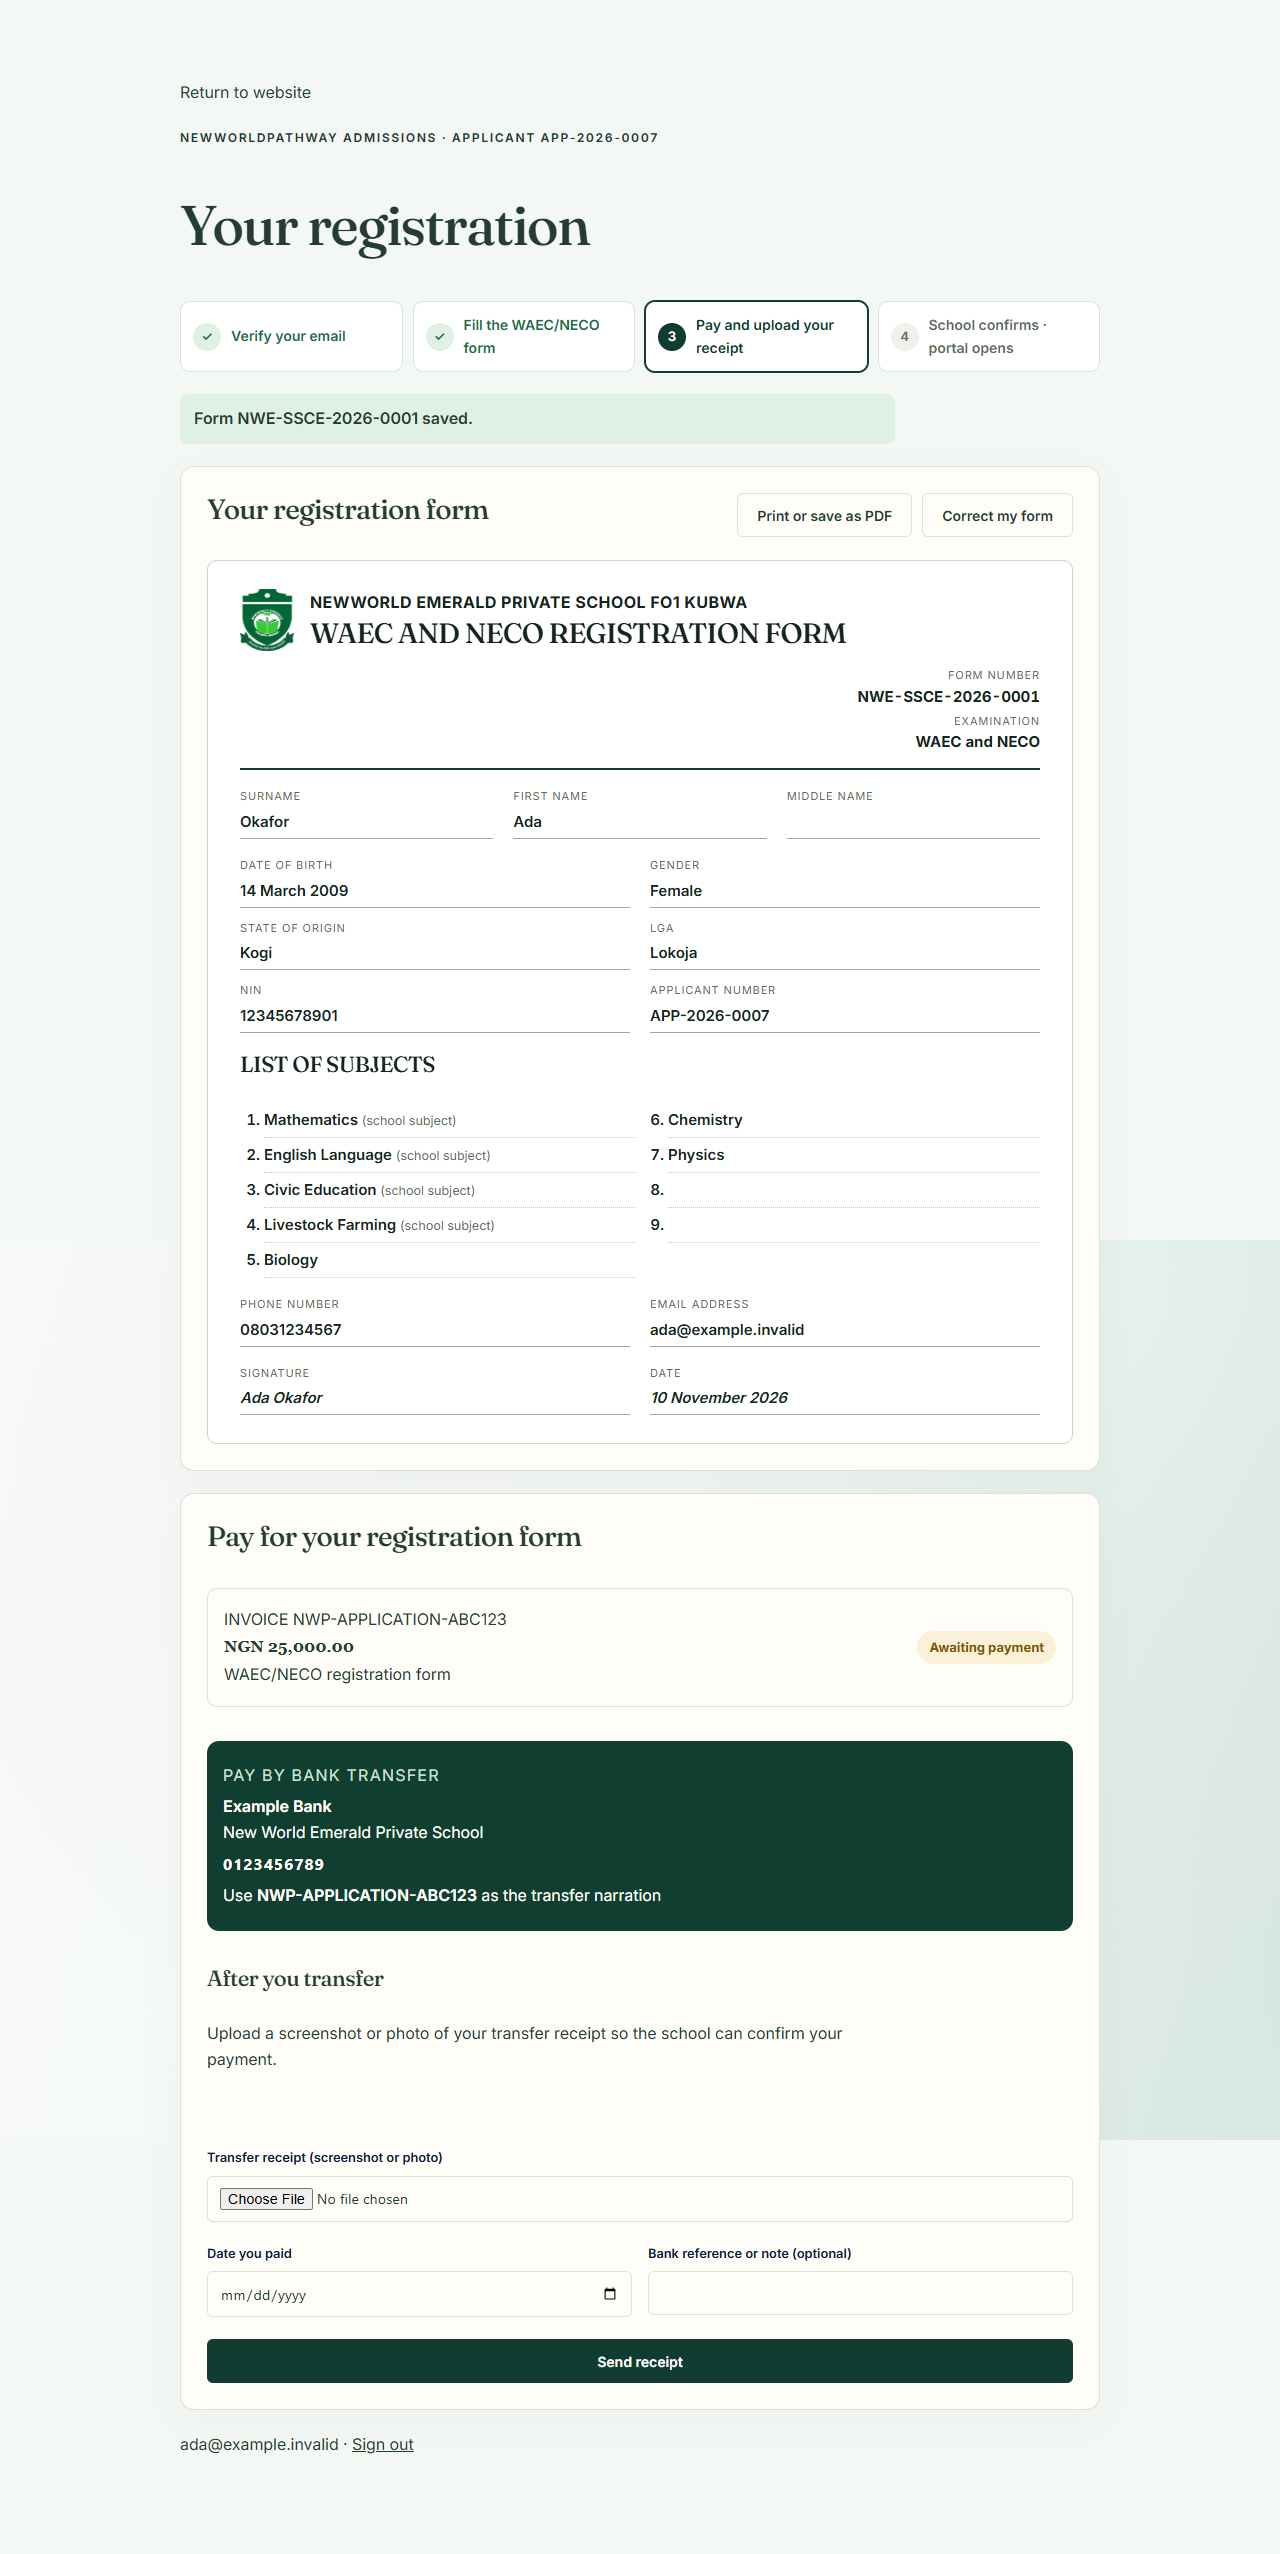 Return to website
NEWWORLDPATHWAY ADMISSIONS · APPLICANT APP-2026-0007
Your registration
Verify your email
Fill the WAEC/NECO
form
3
Pay and upload your
receipt
4
School confirms ·
portal opens
Form NWE-SSCE-2026-0001 saved.
Your registration form
Print or save as PDF
Correct my form
NEWWORLD EMERALD PRIVATE SCHOOL FO1 KUBWA
WAEC AND NECO REGISTRATION FORM
FORM NUMBER
NWE-SSCE-2026-0001
EXAMINATION
WAEC and NECO
SURNAME
Okafor
FIRST NAME
Ada
MIDDLE NAME
DATE OF BIRTH
14 March 2009
GENDER
Female
STATE OF ORIGIN
Kogi
LGA
Lokoja
NIN
12345678901
APPLICANT NUMBER
APP-2026-0007
LIST OF SUBJECTS
1. Mathematics (school subject)
2. English Language (school subject)
3. Civic Education (school subject)
4. Livestock Farming (school subject)
5. Biology
6. Chemistry
7. Physics
8.
9.
PHONE NUMBER
08031234567
EMAIL ADDRESS
ada@example.invalid
SIGNATURE
Ada Okafor
DATE
10 November 2026
Pay for your registration form
INVOICE NWP-APPLICATION-ABC123
NGN 25,000.00
WAEC/NECO registration form
Awaiting payment
PAY BY BANK TRANSFER
Example Bank
New World Emerald Private School
0123456789
Use NWP-APPLICATION-ABC123 as the transfer narration
After you transfer
Upload a screenshot or photo of your transfer receipt so the school can confirm your
payment.
Transfer receipt (screenshot or photo)
Choose File No file chosen
Date you paid
mm/dd/yyyy
Bank reference or note (optional)
Send receipt
ada@example.invalid · Sign out